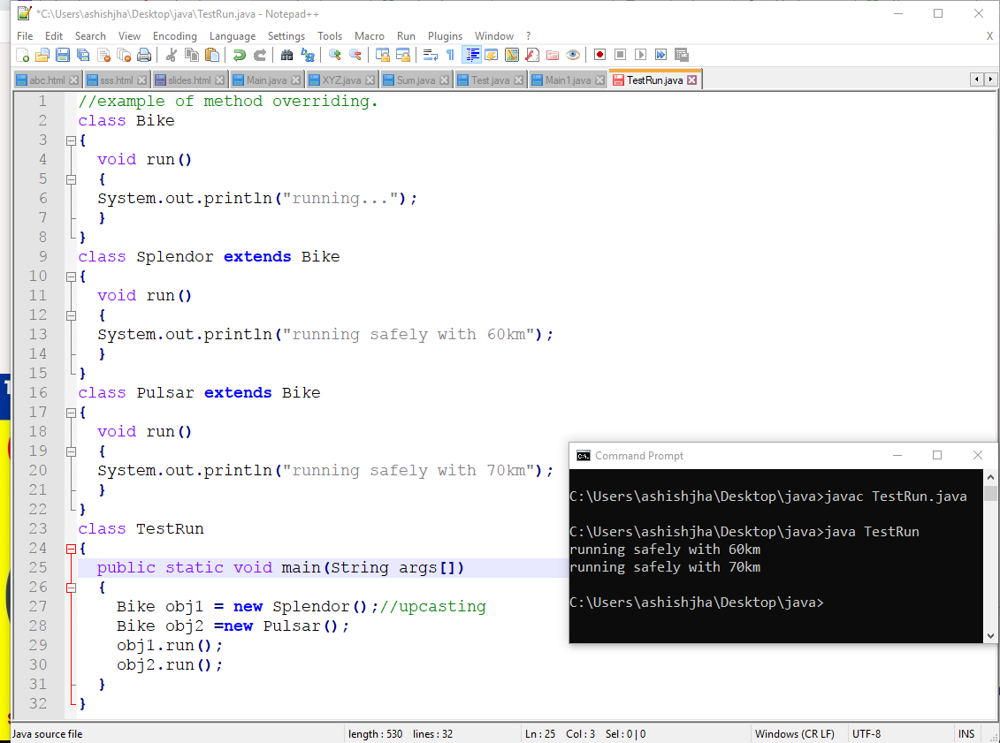 *C:\Users\ashishjha\Desktop\java\TestRun.java - Notepad++
File Edit Search View Encoding Language Settings Tools Macro Run Plugins Window ? X
abc.html sss.html slides.html Main.java XYZ.java Sum.java Test.java Main1.java TestRun.java
1 //example of method overriding.
2 class Bike
3 {
4 void run()
5 {
6 System.out.println("running...");
7 }
8 }
9 class Splendor extends Bike
10 {
11 void run()
12 {
13 System.out.println("running safely with 60km");
14 }
15 }
16 class Pulsar extends Bike
17 {
18 void run()
19 {
20 System.out.println("running safely with 70km");
21 }
22 }
23 class TestRun
24 {
25 public static void main(String args[])
26 {
27 Bike obj1 = new Splendor();//upcasting
28 Bike obj2 =new Pulsar();
29 obj1.run();
30 obj2.run();
31 }
32 }
Command Prompt
C:\Users\ashishjha\Desktop\java>javac TestRun.java
C:\Users\ashishjha\Desktop\java>java TestRun
running safely with 60km
running safely with 70km
C:\Users\ashishjha\Desktop\java>
Java source file length : 530 lines : 32 Ln : 25 Col : 3 Sel : 0 | 0 Windows (CR LF) UTF-8 INS